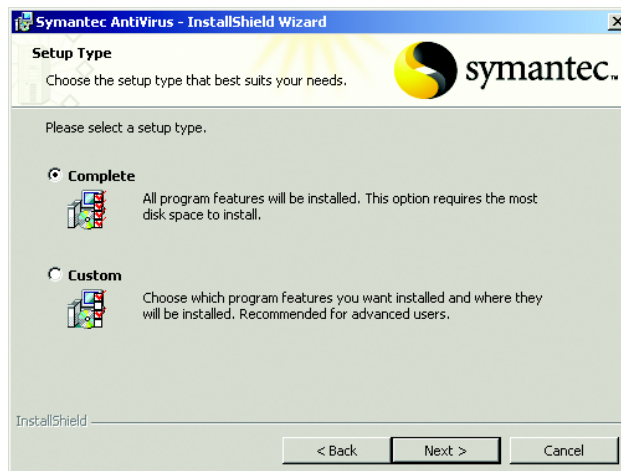 Symantec AntiVirus - InstallShield Wizard
Setup Type
Choose the setup type that best suits your needs.
symantec.
Please select a setup type.
Complete
All program features will be installed. This option requires the most
disk space to install.
Custom
Choose which program features you want installed and where they
will be installed. Recommended for advanced users.
InstallShield
< Back
Next >
Cancel